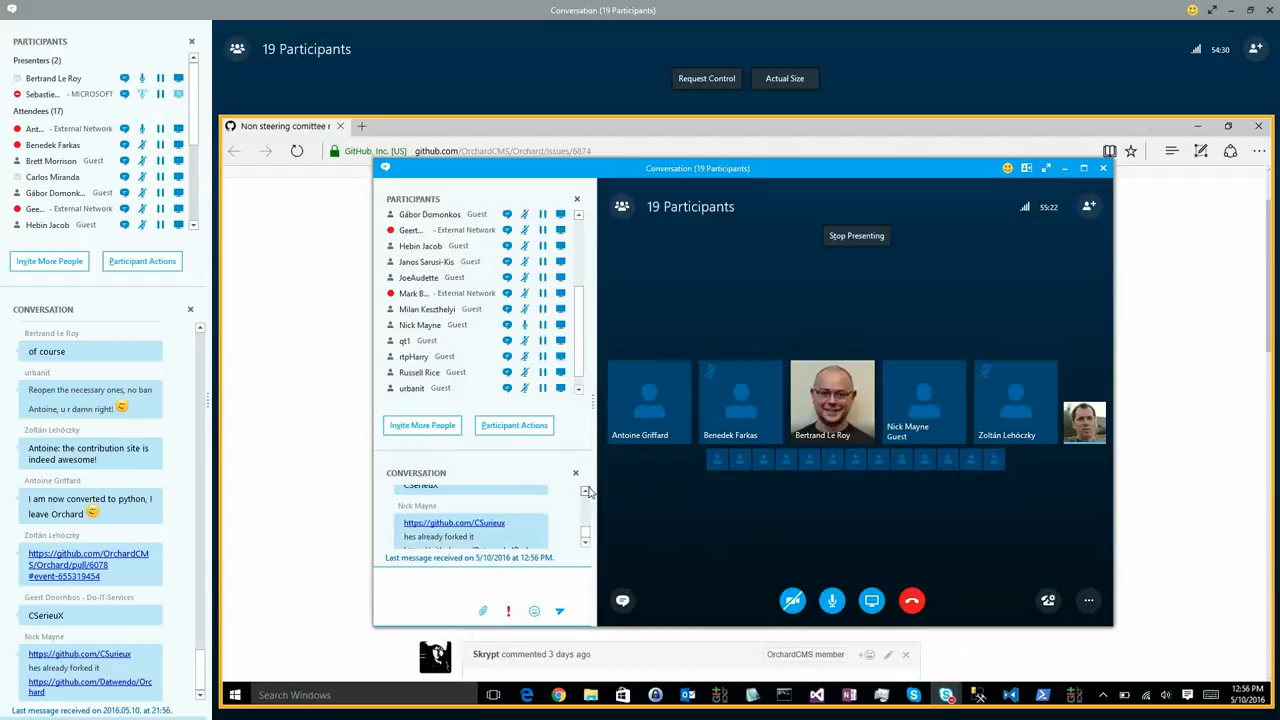 Conversation (19 Participants)
PARTICIPANTS
Presenters (2)
Bertrand Le Roy
Sebastie... - MICROSOFT
Attendees (17)
Ant... - External Network
Benedek Farkas
Brett Morrison Guest
Carlos Miranda
Gábor Domonk... Guest
Gee... - External Network
Hebin Jacob Guest
Invite More People
Participant Actions
CONVERSATION
Bertrand Le Roy
of course
urbanit
Reopen the necessary ones, no ban
Antoine, u r damn right!
Zoltán Lehóczky
Antoine: the contribution site is
indeed awesome!
Antoine Griffard
I am now converted to python, I
leave Orchard
Zoltán Lehóczky
https://github.com/OrchardCM
S/Orchard/pull/6078
#event-655319454
Geert Doornbos - Do-IT-Services
CSerieuX
Nick Mayne
https://github.com/CSurieux
hes already forked it
https://github.com/Datwendo/Orc
hard
Last message received on 2016.05.10. at 21:56.
19 Participants
54:30
Request Control
Actual Size
Non steering comittee r
GitHub, Inc. [US] github.com/OrchardCMS/Orchard/issues/6874
Conversation (19 Participants)
PARTICIPANTS
Gábor Domonkos Guest
Geert... - External Network
Hebin Jacob Guest
Janos Sarusi-Kis Guest
JoeAudette Guest
Mark B... - External Network
Milan Keszthelyi Guest
Nick Mayne Guest
qt1 Guest
rtpHarry Guest
Russell Rice Guest
urbanit Guest
Invite More People
Participant Actions
CONVERSATION
CSerieuX
Nick Mayne
https://github.com/CSurieux
hes already forked it
Last message received on 5/10/2016 at 12:56 PM.
19 Participants
55:22
Stop Presenting
Antoine Griffard
Benedek Farkas
Bertrand Le Roy
Nick Mayne
Guest
Zoltán Lehóczky
Skrypt commented 3 days ago
OrchardCMS member
Search Windows
12:56 PM
5/10/2016